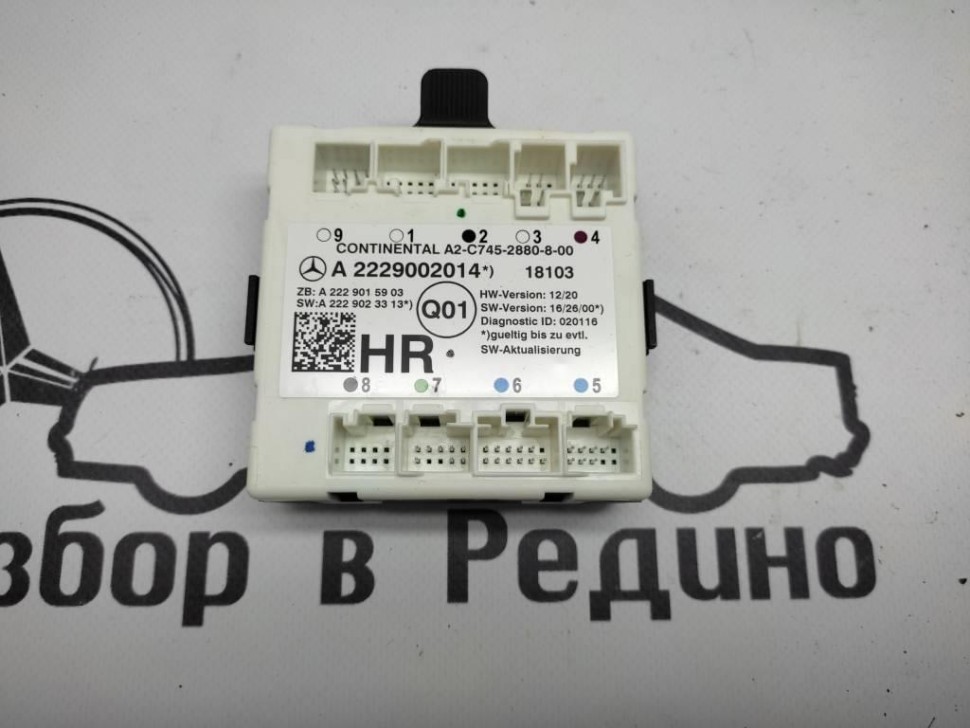 9 1 2 3 4
CONTINENTAL A2-C745-2880-8-00
A 2229002014*) 18103
ZB: A 222 901 59 03
SW:A 222 902 33 13*)
Q01
HW-Version: 12/20
SW-Version: 16/26/00*)
Diagnostic ID: 020116
*)gueltig bis zu evtl.
SW-Aktualisierung
HR
8 7 6 5
збор в Редино